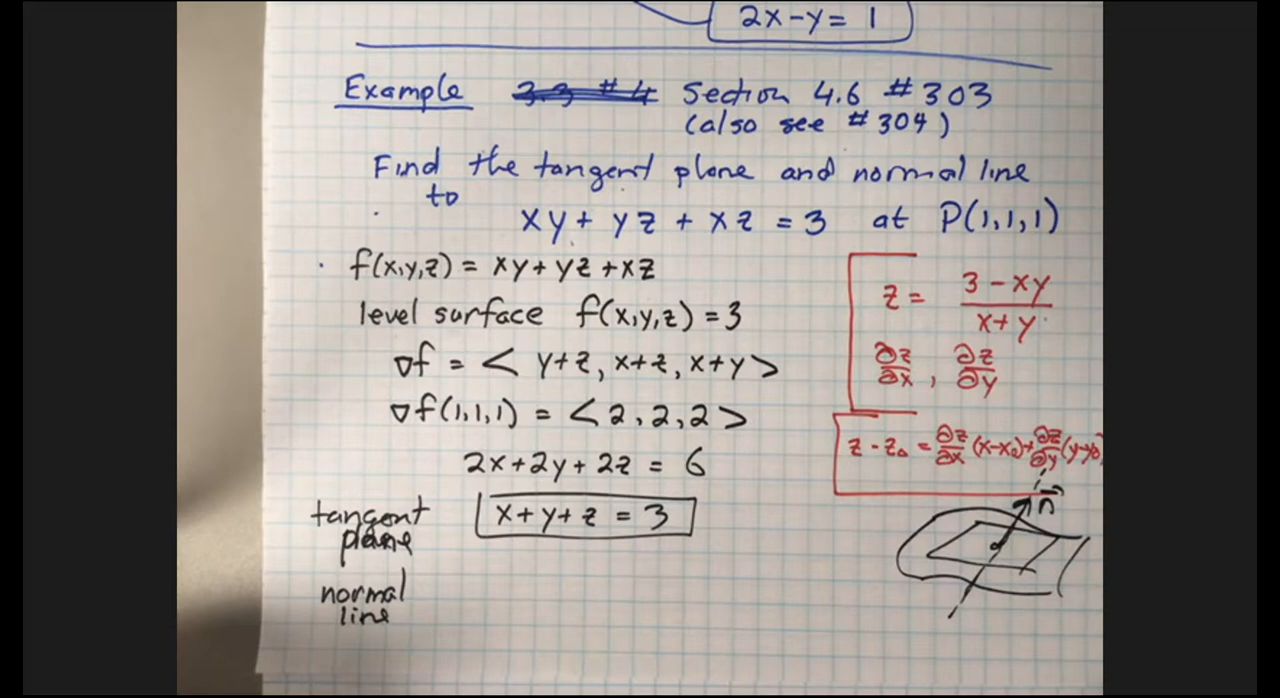 2x-y= 1
Example 3.3 #4 Section 4.6 #303
(also see #304)
Find the tangent plane and normal line
to
xy+ yz + xz = 3 at P(1,1,1)
f(x,y,z) = xy+yz+xz
level surface f(x,y,z) = 3
∇f = < y+z, x+z, x+y >
∇f(1,1,1) = <2,2,2>
2x+2y+2z = 6
tangent plane x+y+z = 3
normal
line
z = 3-xy / x+y
∂z/∂x , ∂z/∂y
z - z₀ = ∂z/∂x (x-x₀)+ ∂z/∂y (y-y₀)
n⃗